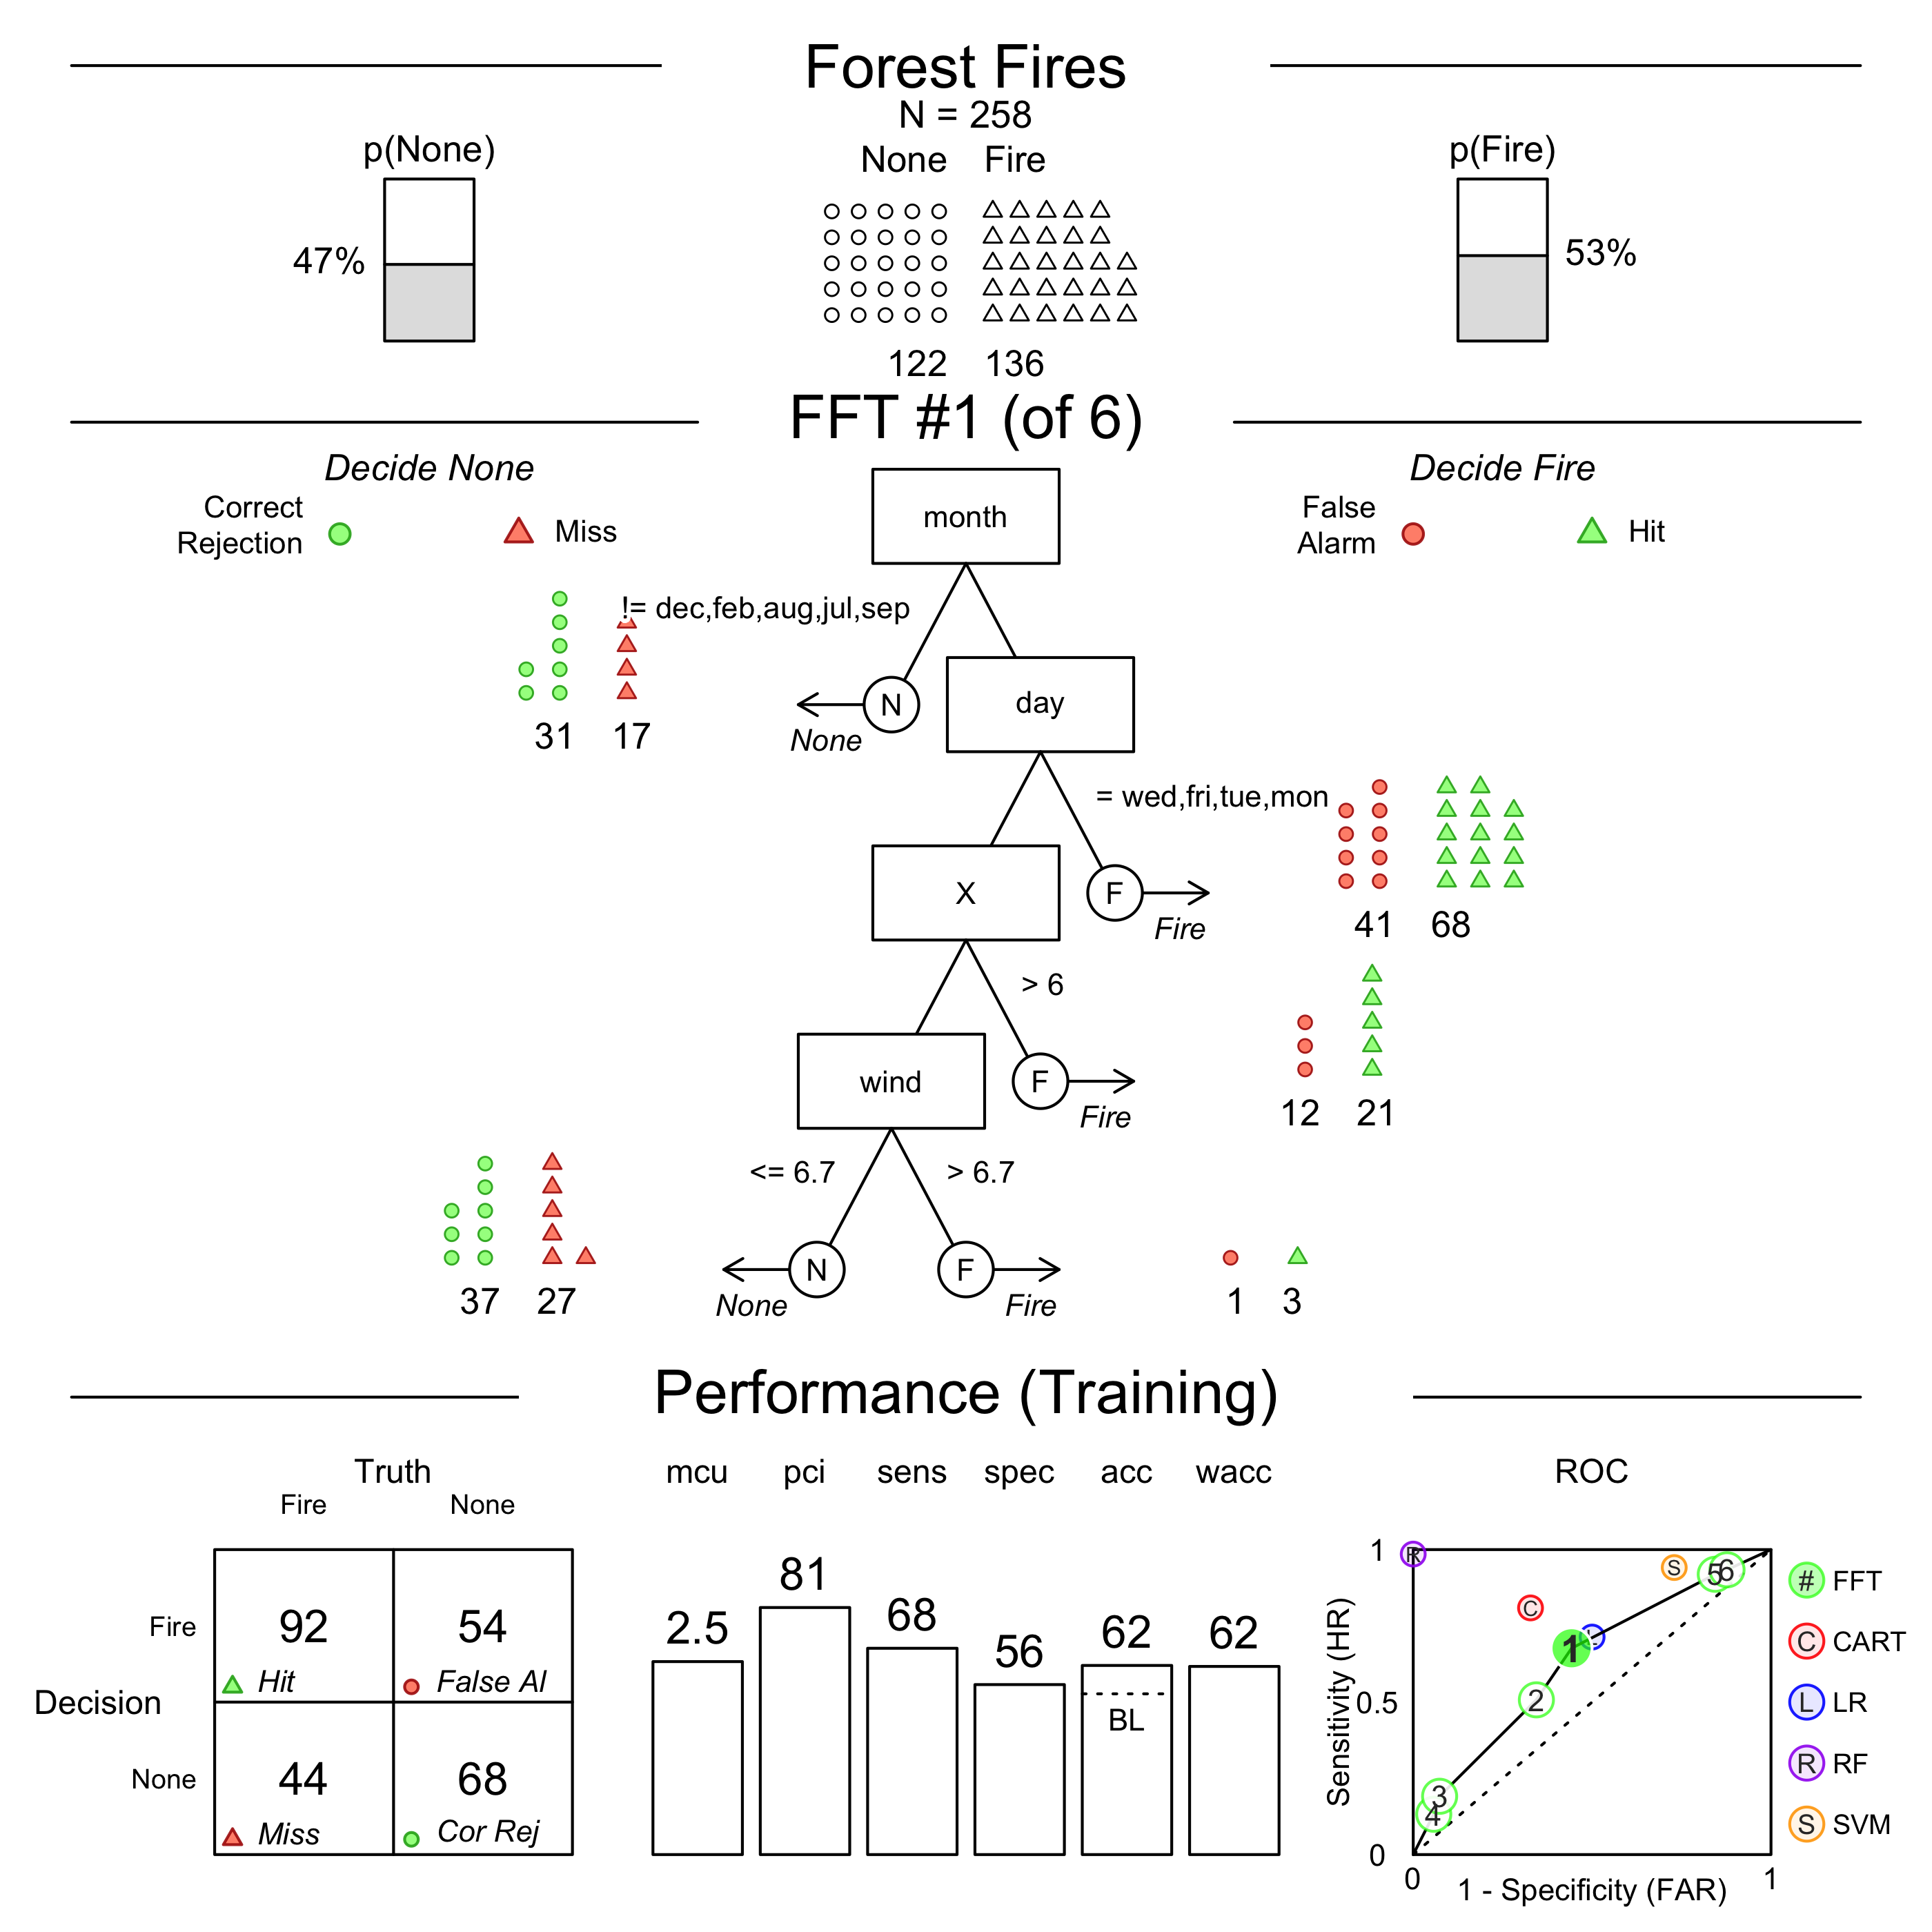 Forest Fires
N = 258
p(None)
None Fire
p(Fire)
47%
53%
122 136
FFT #1 (of 6)
Decide None
Decide Fire
Correct
Rejection
Miss
False
Alarm
Hit
month
!= dec,feb,aug,jul,sep
N
None
31 17
day
= wed,fri,tue,mon
F
Fire
41 68
X
> 6
F
Fire
12 21
wind
<= 6.7
> 6.7
N
None
F
Fire
37 27
1 3
Performance (Training)
Truth
Fire None
Decision
Fire
92
Hit
54
False Al
None
44
Miss
68
Cor Rej
mcu pci sens spec acc wacc
2.5 81 68 56 62 62
BL
ROC
Sensitivity (HR)
1
0.5
0
0 1
1 - Specificity (FAR)
R
S
5
6
C
1
L
2
3
4
# FFT
C CART
L LR
R RF
S SVM